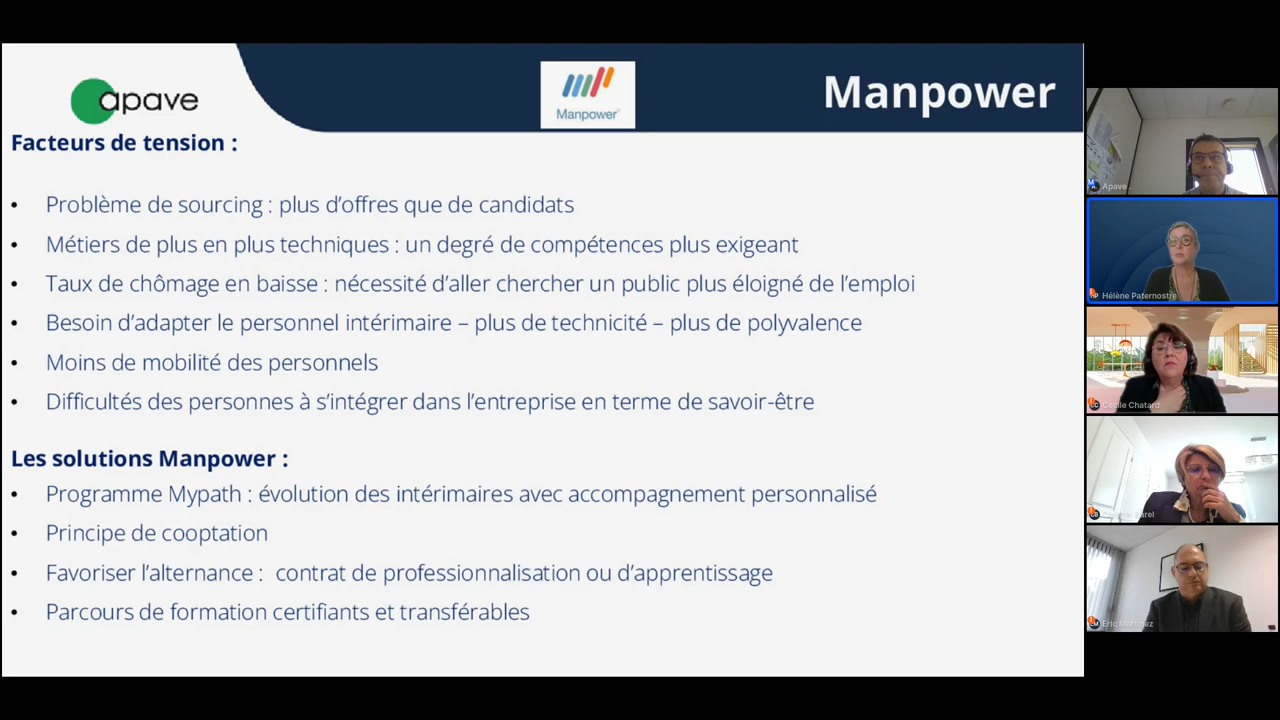 apave
Manpower
Manpower
Facteurs de tension :
• Problème de sourcing : plus d’offres que de candidats
• Métiers de plus en plus techniques : un degré de compétences plus exigeant
• Taux de chômage en baisse : nécessité d’aller chercher un public plus éloigné de l’emploi
• Besoin d’adapter le personnel intérimaire – plus de technicité – plus de polyvalence
• Moins de mobilité des personnels
• Difficultés des personnes à s’intégrer dans l’entreprise en terme de savoir-être
Les solutions Manpower :
• Programme Mypath : évolution des intérimaires avec accompagnement personnalisé
• Principe de cooptation
• Favoriser l’alternance : contrat de professionnalisation ou d’apprentissage
• Parcours de formation certifiants et transférables
Apave
Hélène Paternostre
Cécile Chatard
Eric Martinez